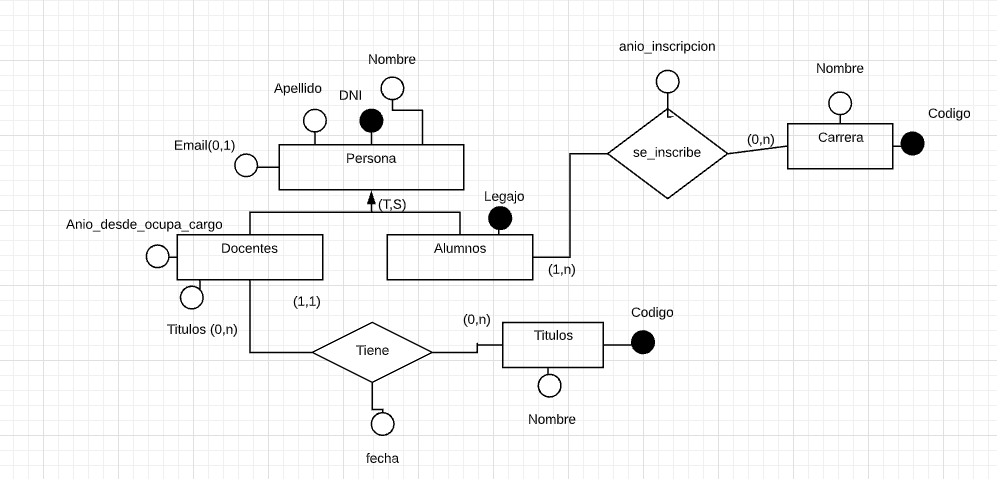 anio_inscripcion
Nombre
Nombre
Apellido
DNI
Codigo
Email(0,1)
Persona
se_inscribe
(0,n)
Carrera
Legajo
(T,S)
Anio_desde_ocupa_cargo
Docentes
Alumnos
(1,n)
(1,1)
Titulos (0,n)
(0,n)
Codigo
Tiene
Titulos
Nombre
fecha